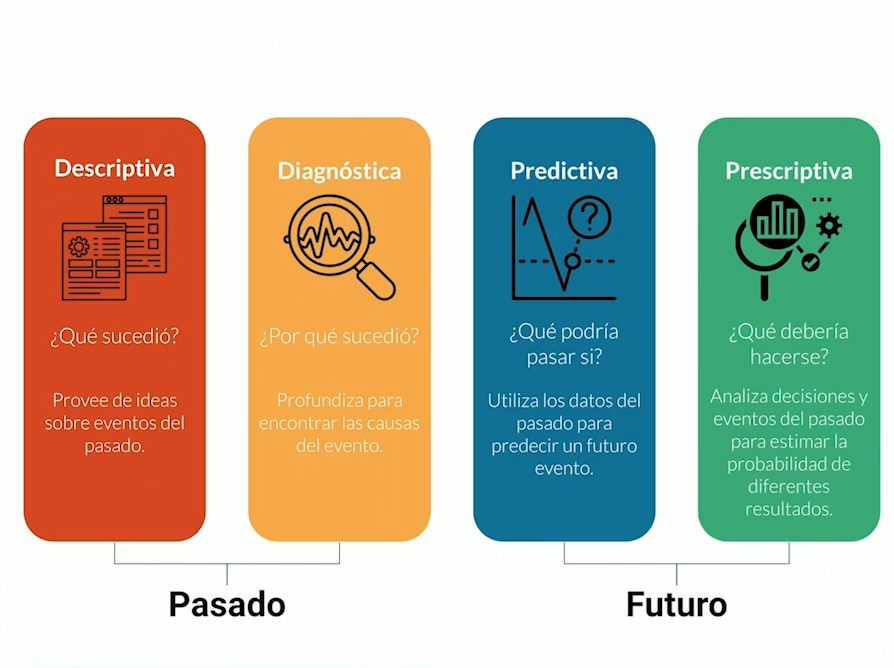 Descriptiva
¿Qué sucedió?
Provee de ideas
sobre eventos del
pasado.
Diagnóstica
¿Por qué sucedió?
Profundiza para
encontrar las causas
del evento.
Predictiva
?
¿Qué podría
pasar si?
Utiliza los datos del
pasado para
predecir un futuro
evento.
Prescriptiva
¿Qué debería
hacerse?
Analiza decisiones y
eventos del pasado
para estimar la
probabilidad de
diferentes
resultados.
Pasado
Futuro